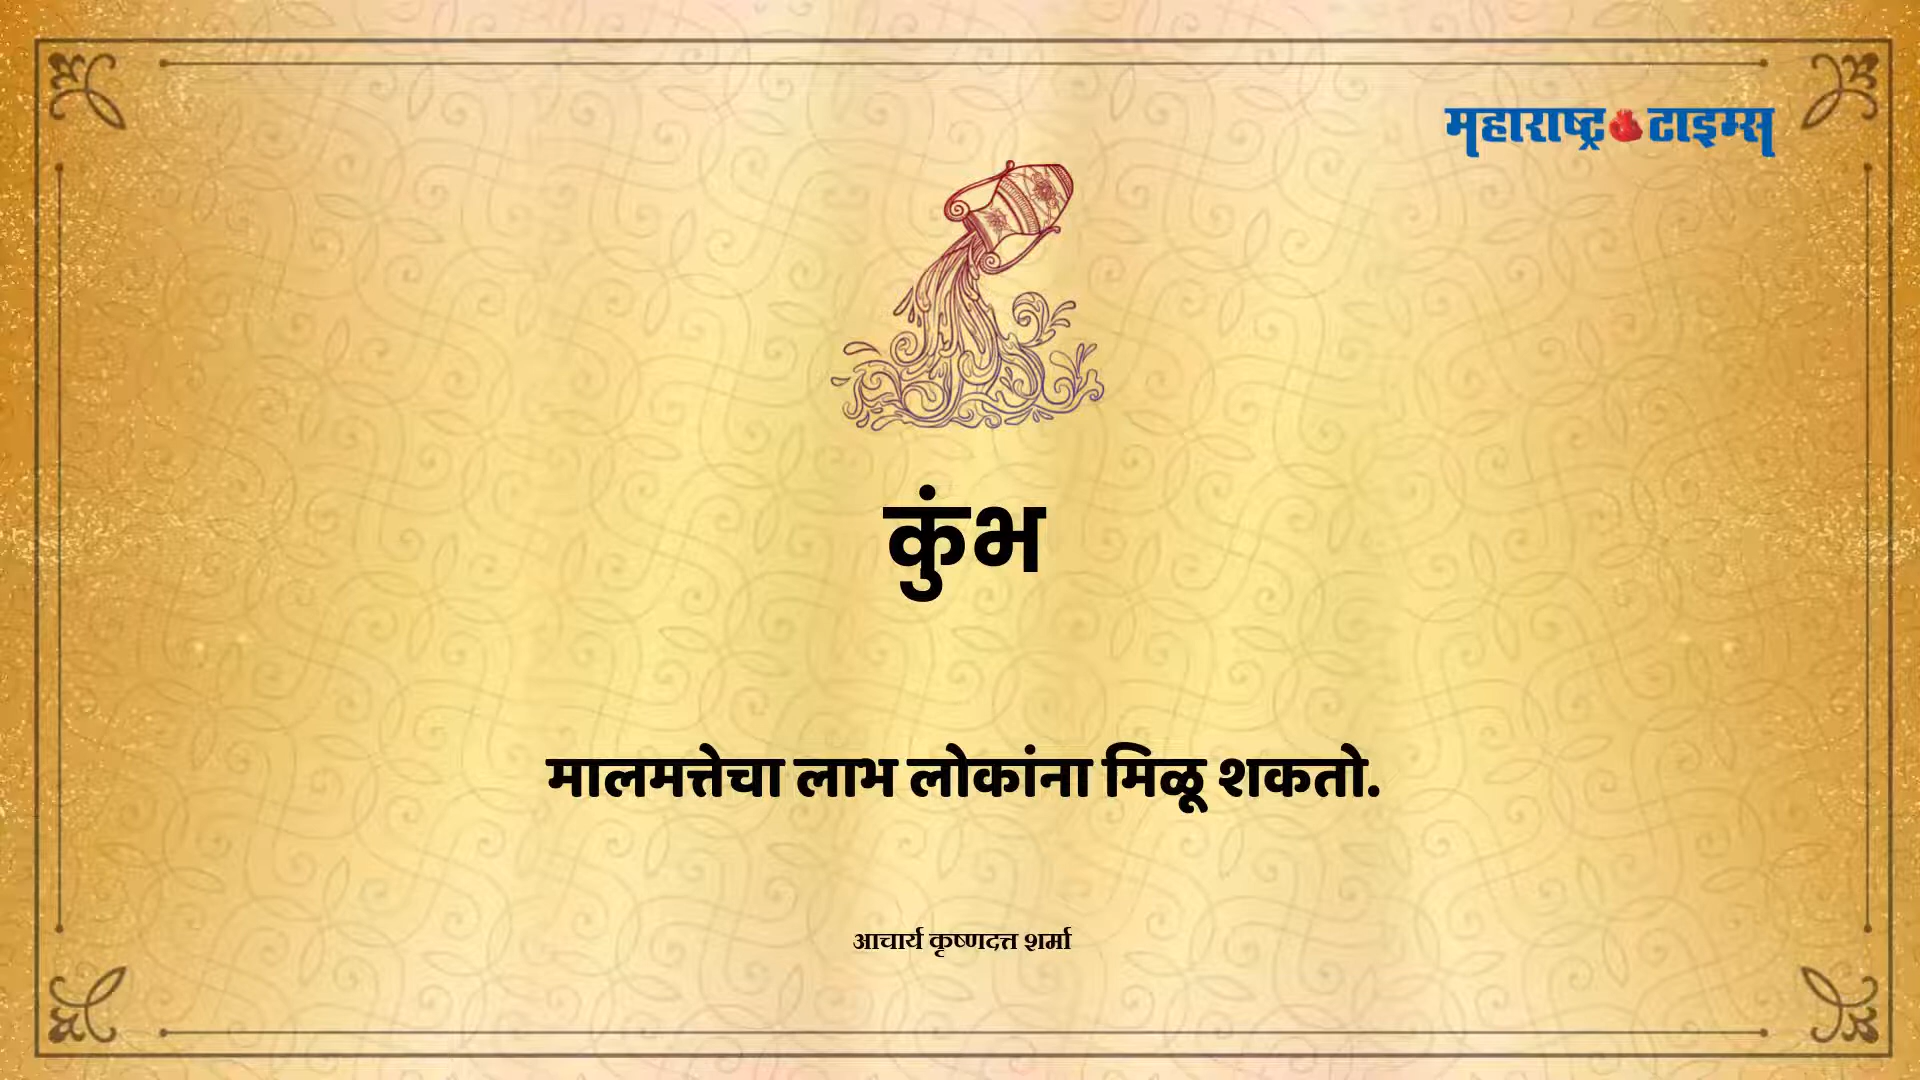 महाराष्ट्र टाइम्स
कुंभ
मालमत्तेचा लाभ लोकांना मिळू शकतो.
आचार्य कृष्णदत्त शर्मा